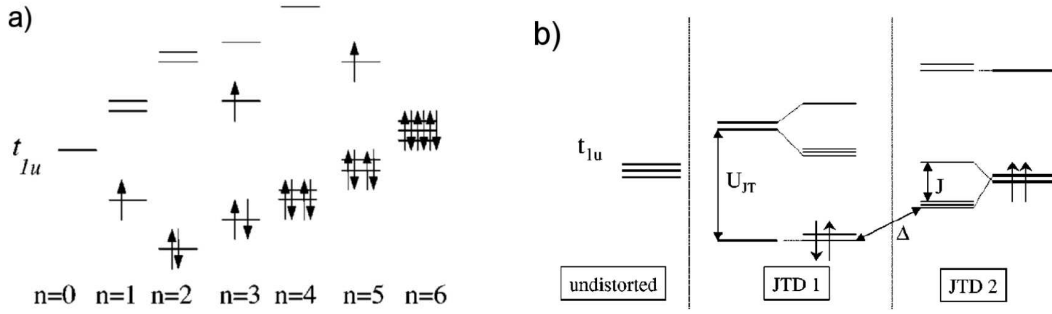 a)
t1u
n=0 n=1 n=2 n=3 n=4 n=5 n=6
b)
t1u
UJT
J
Δ
undistorted
JTD 1
JTD 2